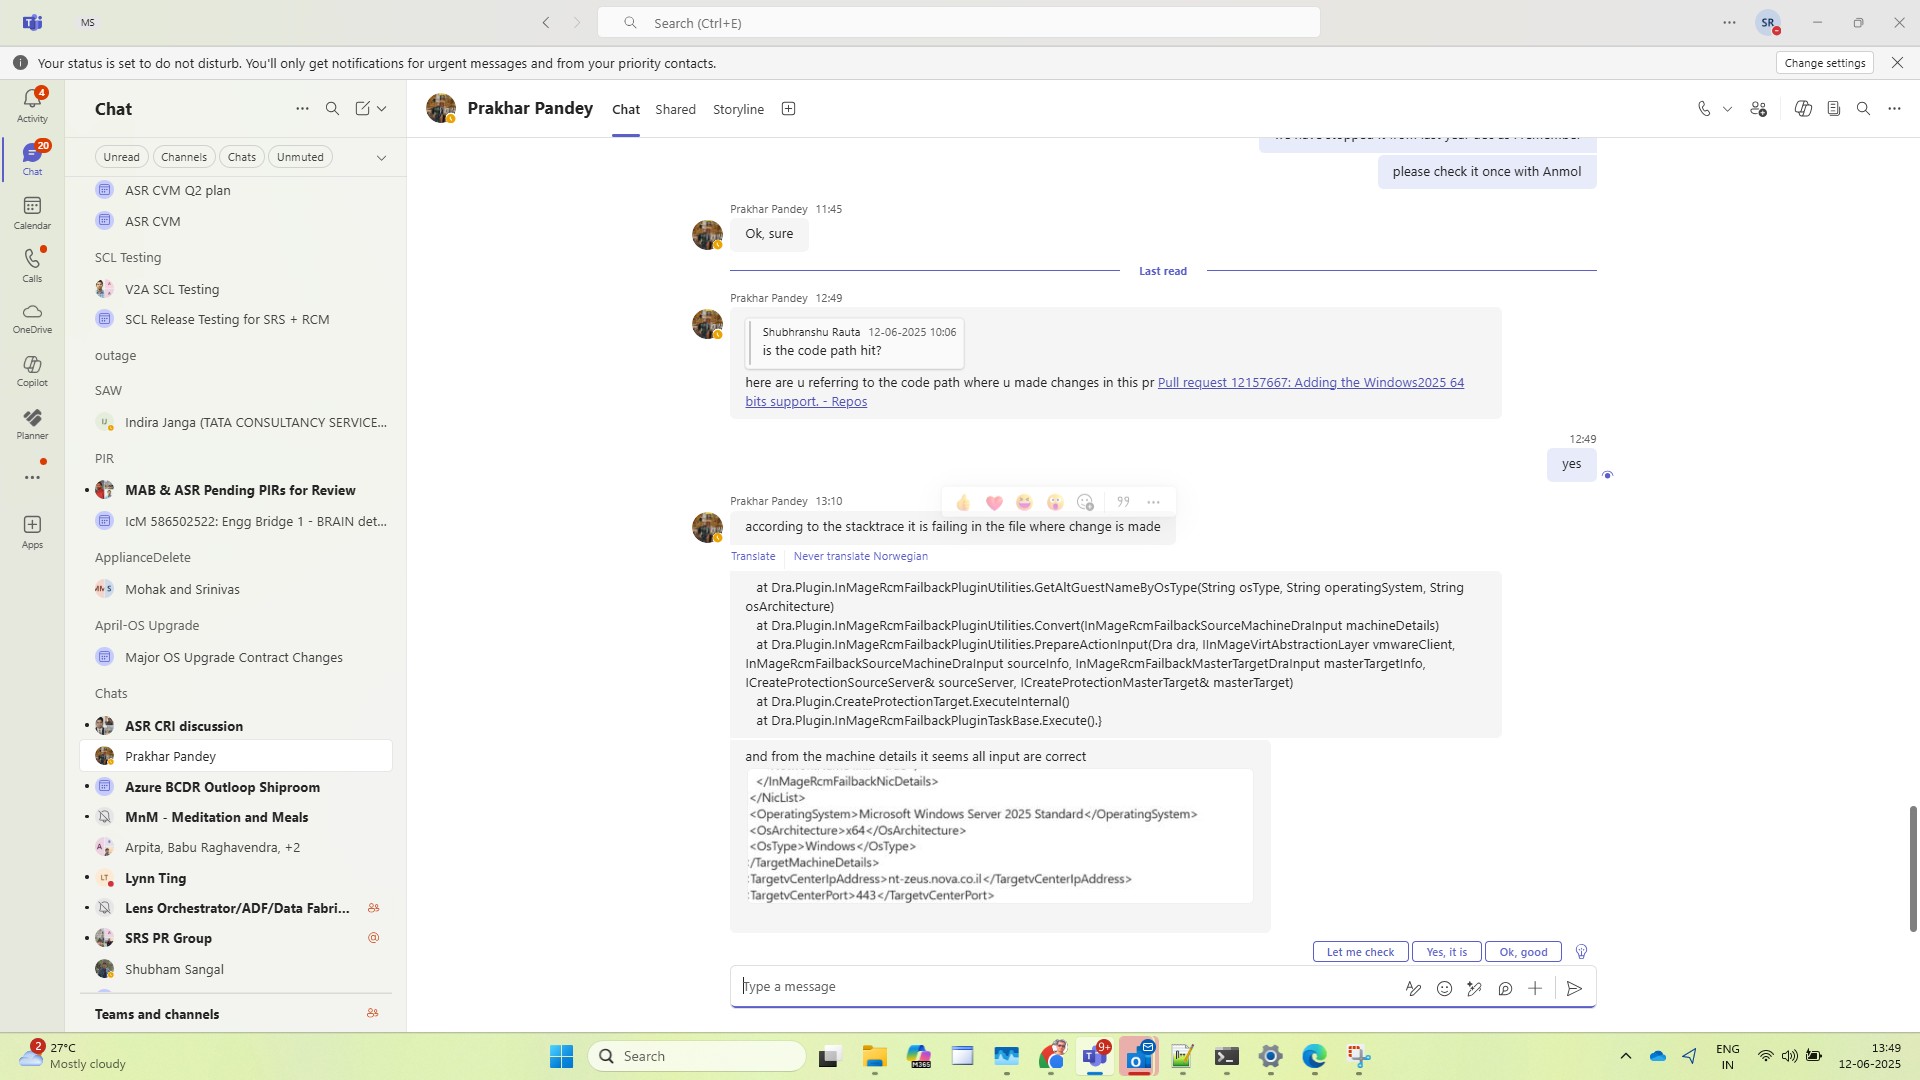 MS
Search (Ctrl+E)
SR
Your status is set to do not disturb. You'll only get notifications for urgent messages and from your priority contacts.
Change settings
4
Activity
20
Chat
Calendar
Calls
OneDrive
Copilot
Planner
Apps
Chat
Unread
Channels
Chats
Unmuted
ASR CVM Q2 plan
ASR CVM
SCL Testing
V2A SCL Testing
SCL Release Testing for SRS + RCM
outage
SAW
Indira Janga (TATA CONSULTANCY SERVICE...
PIR
MAB & ASR Pending PIRs for Review
IcM 586502522: Engg Bridge 1 - BRAIN det...
ApplianceDelete
Mohak and Srinivas
April-OS Upgrade
Major OS Upgrade Contract Changes
Chats
ASR CRI discussion
Prakhar Pandey
Azure BCDR Outloop Shiproom
MnM - Meditation and Meals
Arpita, Babu Raghavendra, +2
LT
Lynn Ting
Lens Orchestrator/ADF/Data Fabri...
SRS PR Group
Shubham Sangal
Teams and channels
Prakhar Pandey
Chat
Shared
Storyline
please check it once with Anmol
Prakhar Pandey 11:45
Ok, sure
Last read
Prakhar Pandey 12:49
Shubhranshu Rauta 12-06-2025 10:06
is the code path hit?
here are u referring to the code path where u made changes in this pr Pull request 12157667: Adding the Windows2025 64
bits support. - Repos
12:49
yes
Prakhar Pandey 13:10
according to the stacktrace it is failing in the file where change is made
Translate
Never translate Norwegian
at Dra.Plugin.InMageRcmFailbackPluginUtilities.GetAltGuestNameByOsType(String osType, String operatingSystem, String
osArchitecture)
at Dra.Plugin.InMageRcmFailbackPluginUtilities.Convert(InMageRcmFailbackSourceMachineDraInput machineDetails)
at Dra.Plugin.InMageRcmFailbackPluginUtilities.PrepareActionInput(Dra dra, IInMageVirtAbstractionLayer vmwareClient,
InMageRcmFailbackSourceMachineDraInput sourceInfo, InMageRcmFailbackMasterTargetDraInput masterTargetInfo,
ICreateProtectionSourceServer& sourceServer, ICreateProtectionMasterTarget& masterTarget)
at Dra.Plugin.CreateProtectionTarget.ExecuteInternal()
at Dra.Plugin.InMageRcmFailbackPluginTaskBase.Execute().}
and from the machine details it seems all input are correct
</InMageRcmFailbackNicDetails>
</NicList>
<OperatingSystem>Microsoft Windows Server 2025 Standard</OperatingSystem>
<OsArchitecture>x64</OsArchitecture>
<OsType>Windows</OsType>
/TargetMachineDetails>
TargetvCenterIpAddress>nt-zeus.nova.co.il</TargetvCenterIpAddress>
TargetvCenterPort>443</TargetvCenterPort>
Let me check
Yes, it is
Ok, good
Type a message
2
27°C
Mostly cloudy
Search
M365
9+
ENG
IN
13:49
12-06-2025